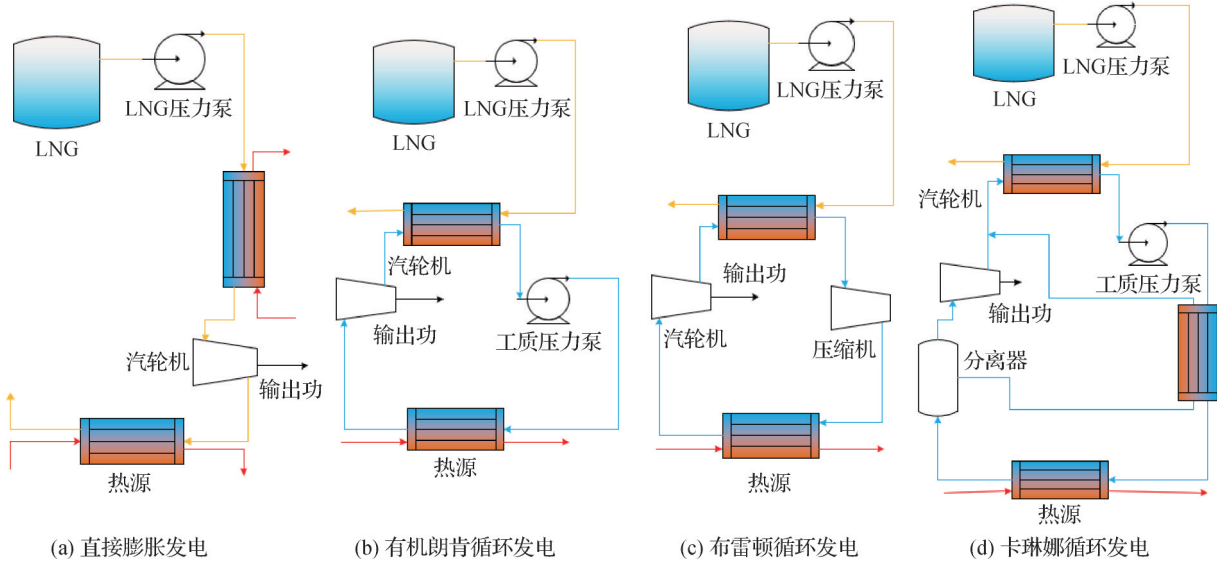 LNG压力泵
LNG
汽轮机
输出功
热源
(a) 直接膨胀发电
LNG压力泵
LNG
汽轮机
输出功
工质压力泵
热源
(b) 有机朗肯循环发电
LNG压力泵
LNG
输出功
汽轮机
压缩机
热源
(c) 布雷顿循环发电
LNG压力泵
LNG
汽轮机
工质压力泵
输出功
分离器
热源
(d) 卡琳娜循环发电